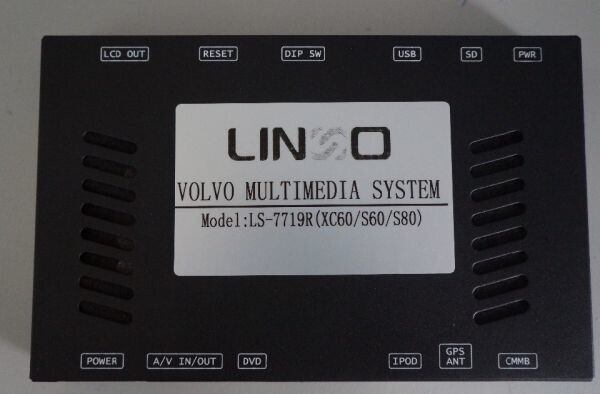 LCD OUT RESET DIP SW USB SD PWR
LINSO
VOLVO MULTIMEDIA SYSTEM
Model:LS-7719R(XC60/S60/S80)
POWER A/V IN/OUT DVD IPOD GPS ANT CMMB